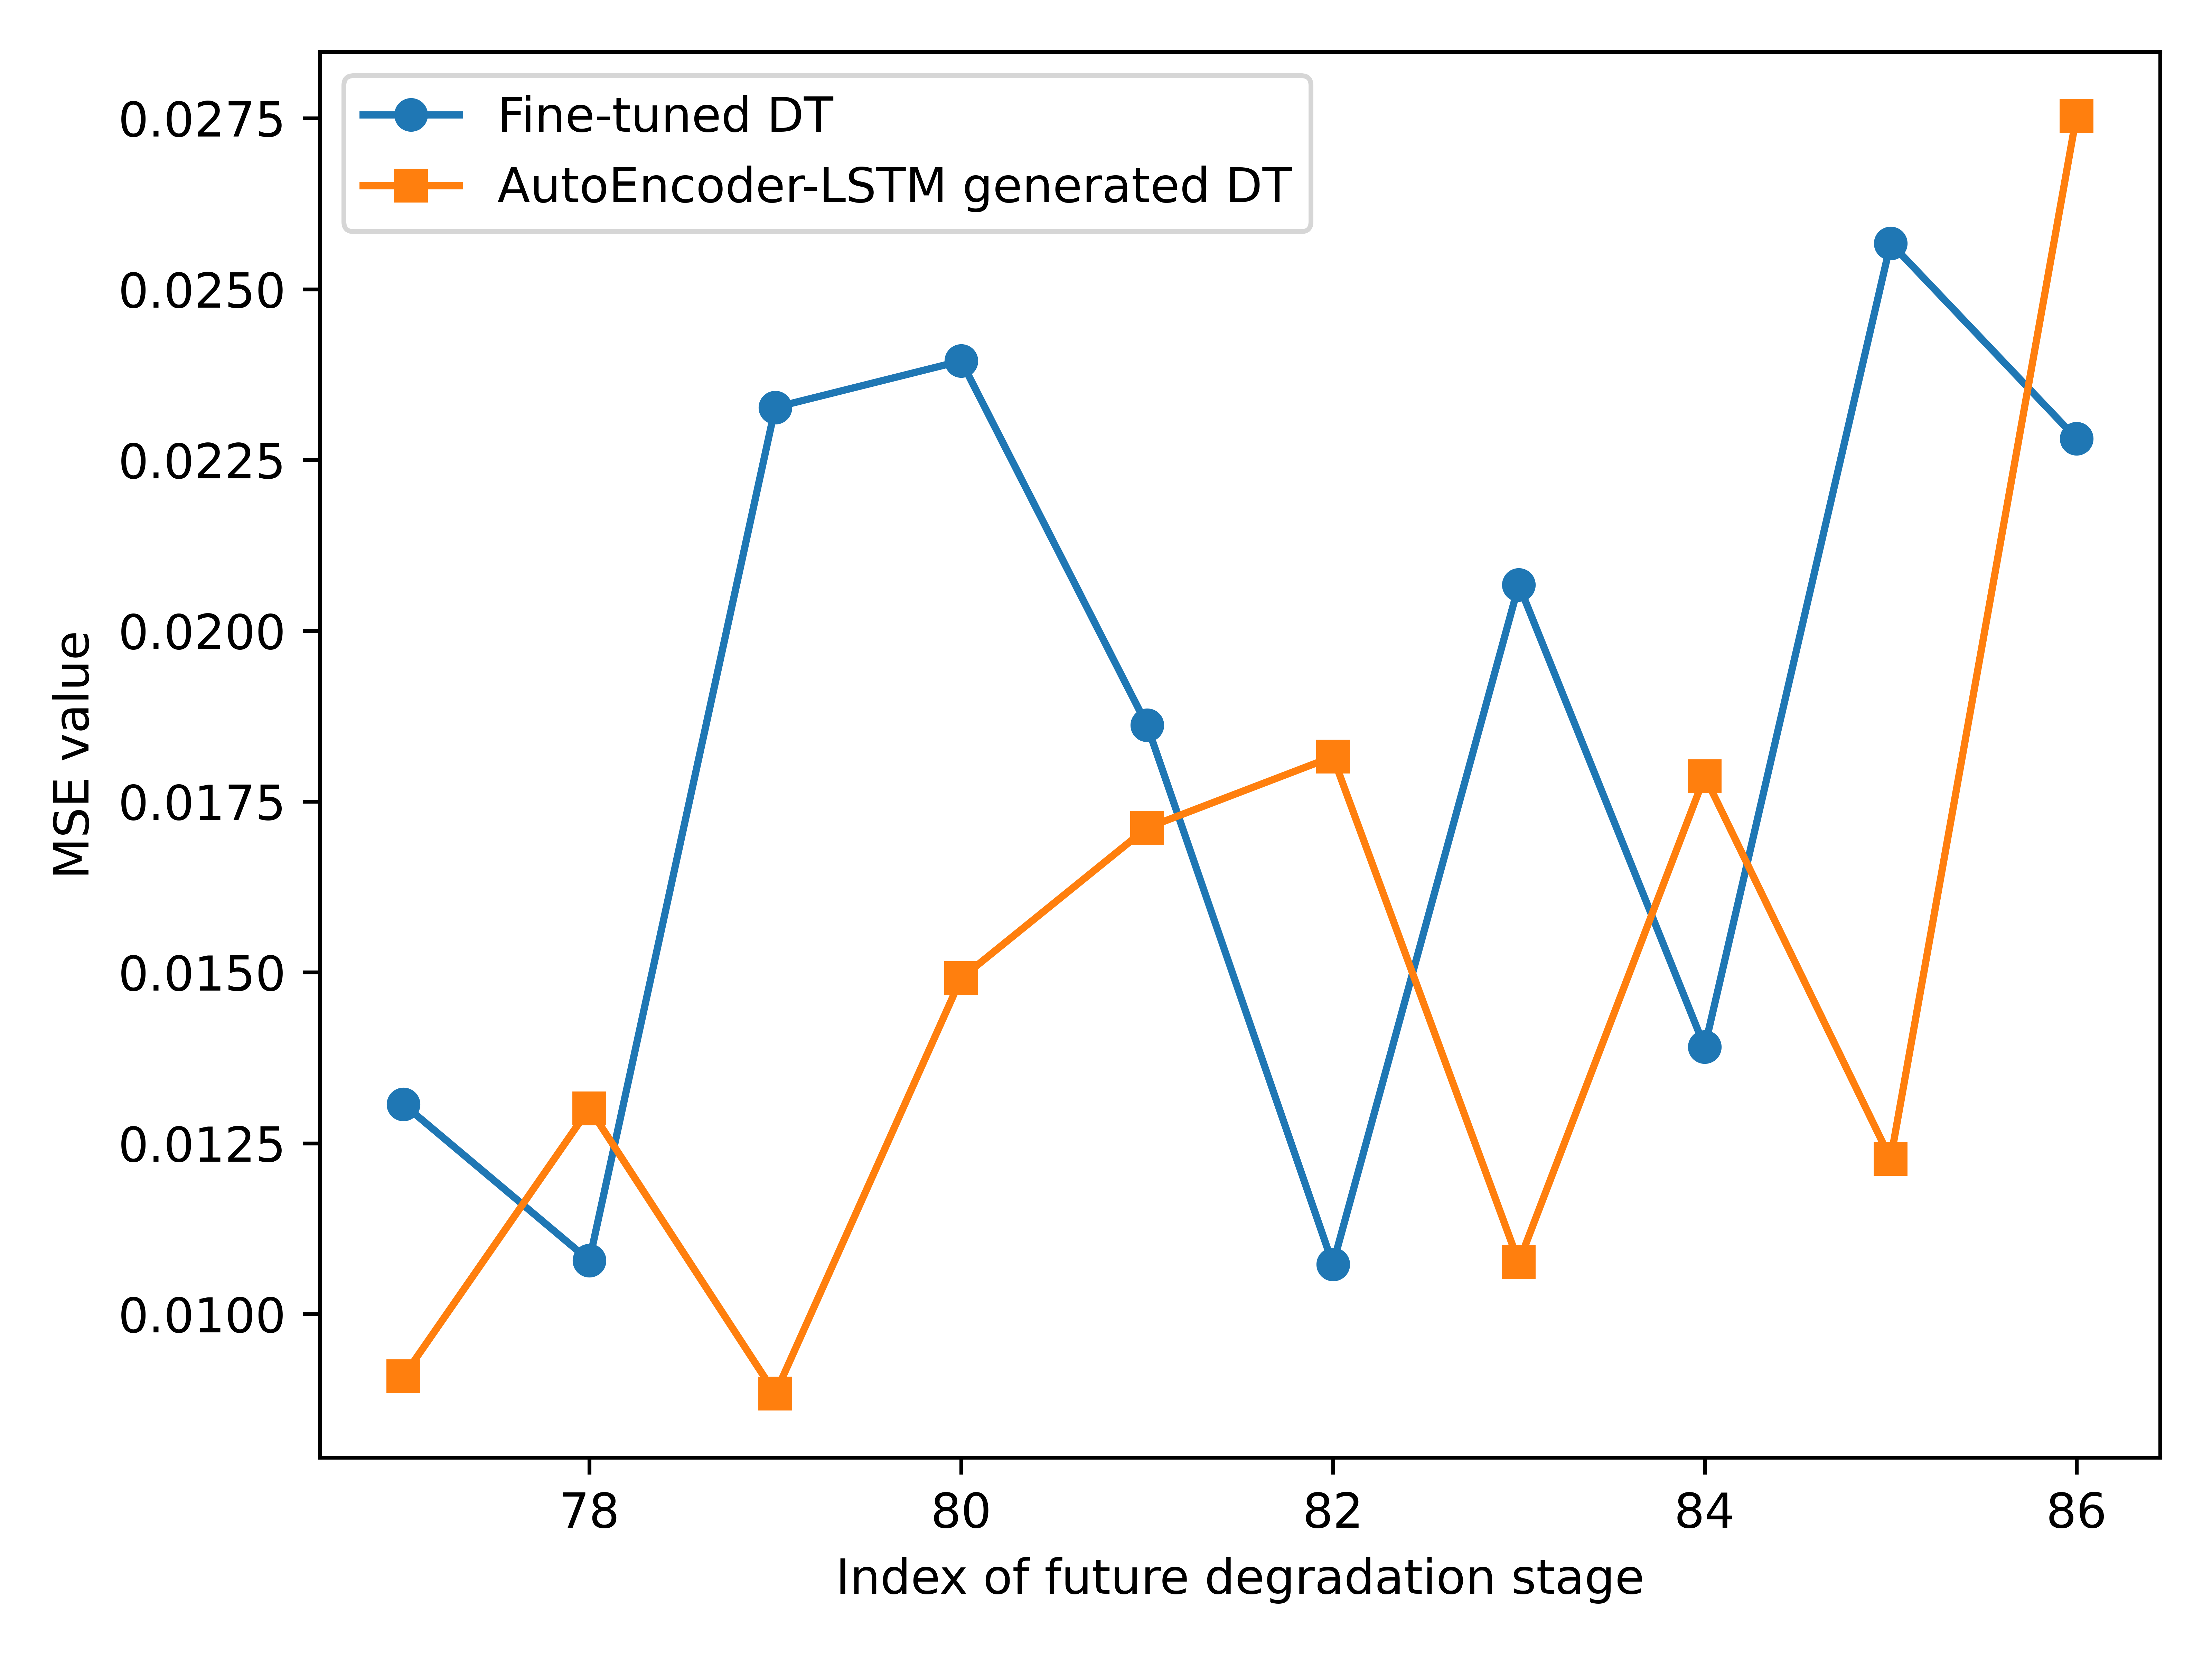 Fine-tuned DT
AutoEncoder-LSTM generated DT
MSE value
0.0275
0.0250
0.0225
0.0200
0.0175
0.0150
0.0125
0.0100
78 80 82 84 86
Index of future degradation stage